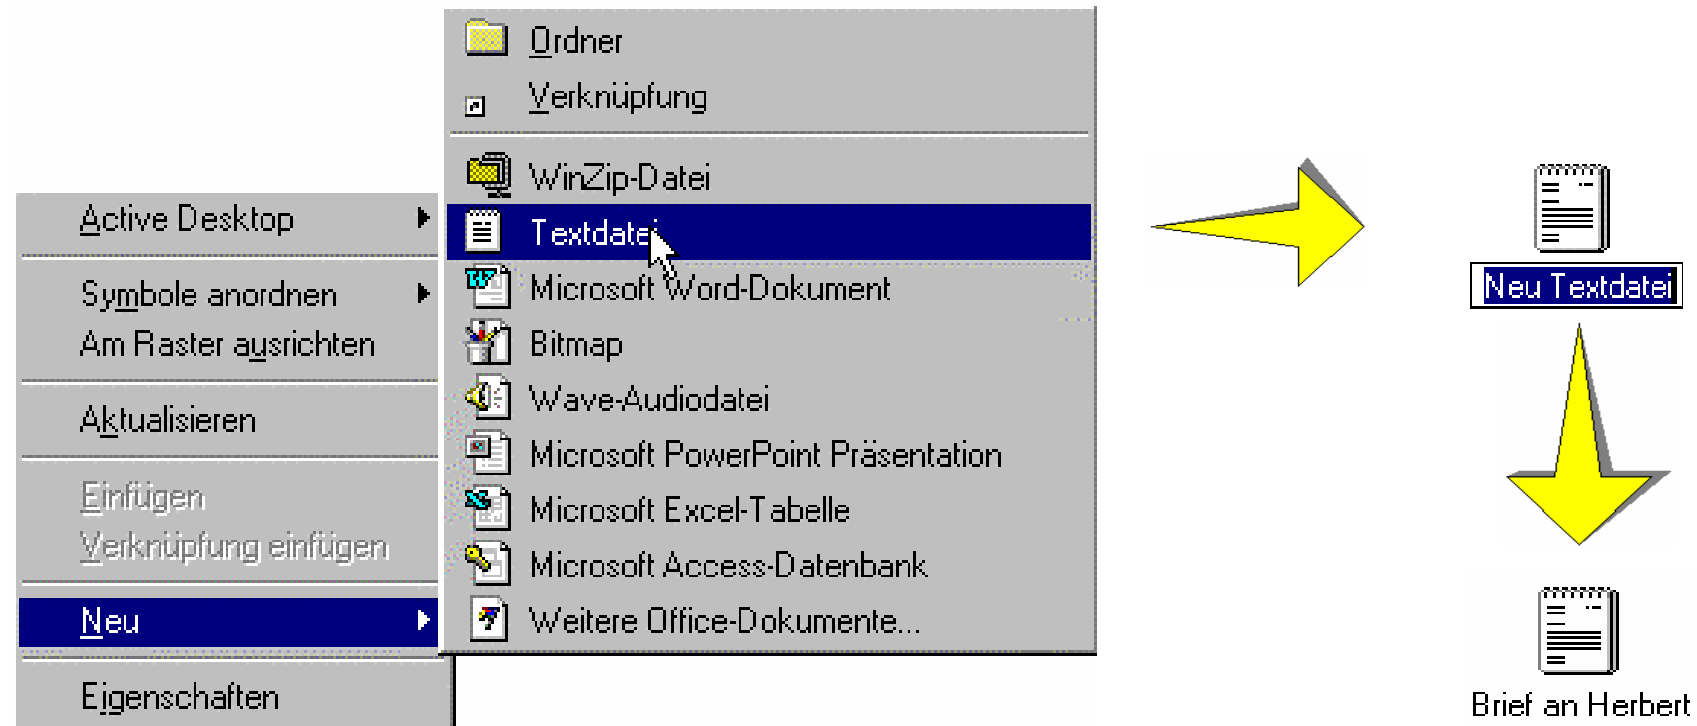 Active Desktop
Symbole anordnen
Am Raster ausrichten
Aktualisieren
Einfügen
Verknüpfung einfügen
Neu
Eigenschaften
Ordner
Verknüpfung
WinZip-Datei
Textdatei
Microsoft Word-Dokument
Bitmap
Wave-Audiodatei
Microsoft PowerPoint Präsentation
Microsoft Excel-Tabelle
Microsoft Access-Datenbank
Weitere Office-Dokumente...
Neu Textdatei
Brief an Herbert